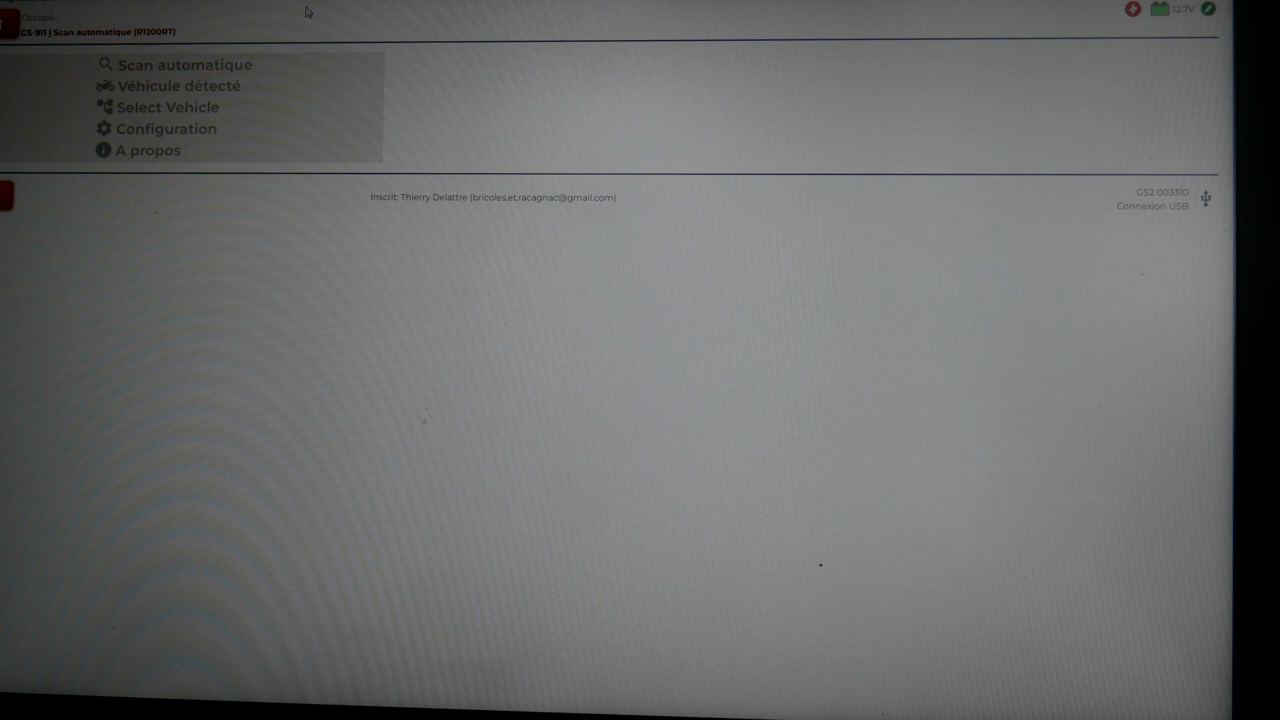 Occupé...
GS-911 | Scan automatique (R1200RT)
12.7V
Scan automatique
Véhicule détecté
Select Vehicle
Configuration
A propos
Inscrit: Thierry Delattre (bricoles.et.racagnac@gmail.com)
GS2 003310
Connexion USB